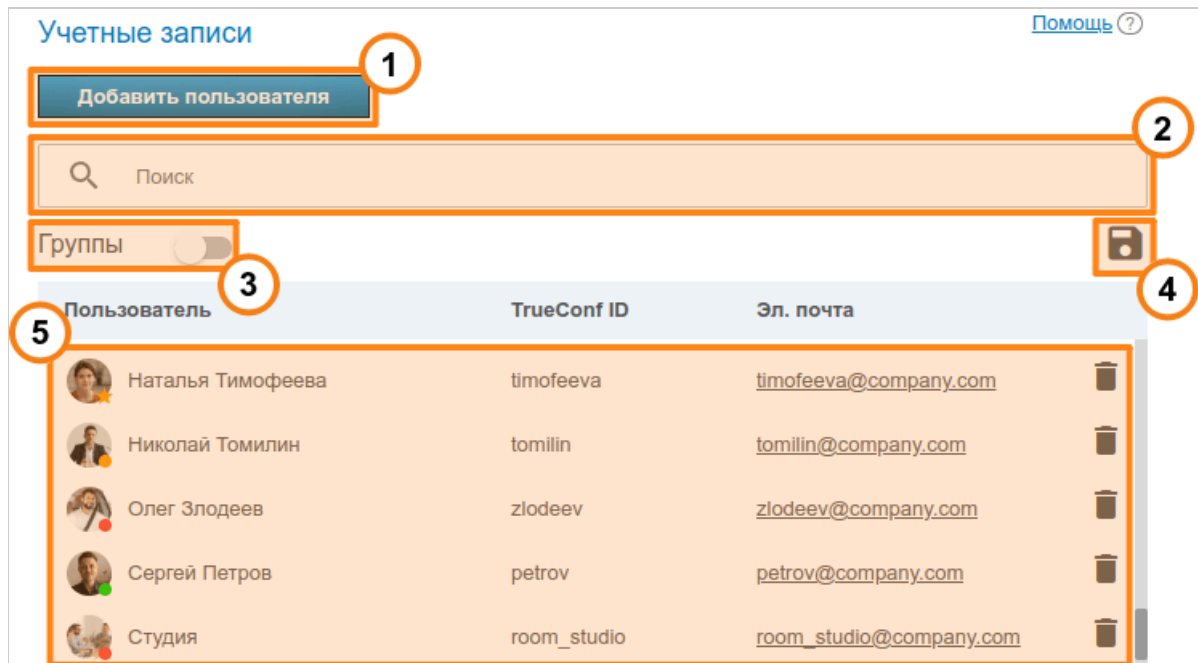 Учетные записи
Помощь ?
1
Добавить пользователя
2
Поиск
Группы
3
4
Пользователь TrueConf ID Эл. почта
5
Наталья Тимофеева timofeeva timofeeva@company.com
Николай Томилин tomilin tomilin@company.com
Олег Злодеев zlodeev zlodeev@company.com
Сергей Петров petrov petrov@company.com
Студия room_studio room_studio@company.com